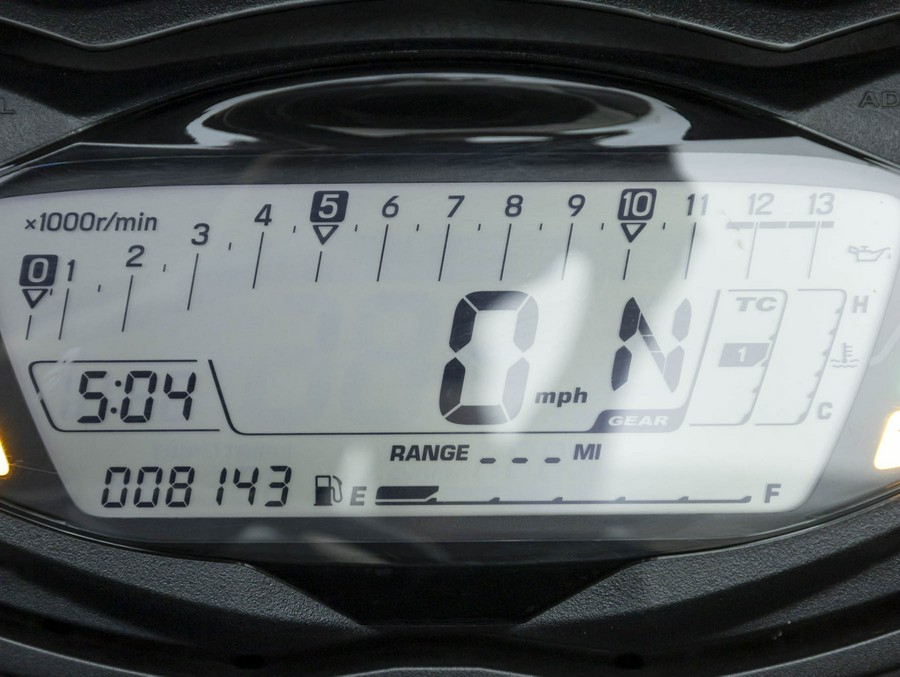 ×1000r/min
0 1 2 3 4 5 6 7 8 9 10 11 12 13
TC
H
1
0 mph
N
GEAR
C
5:04
RANGE _ _ _ MI
008143
E F